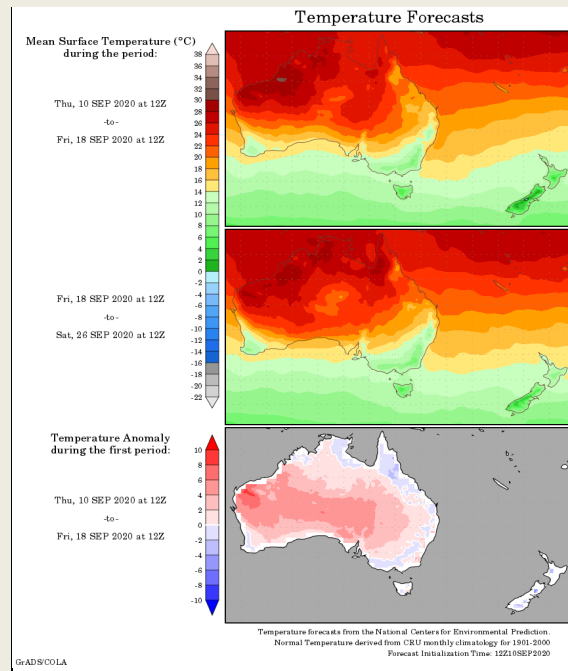 Temperature Forecasts
Mean Surface Temperature (°C)
during the period:
Thu, 10 SEP 2020 at 12Z
-to-
Fri, 18 SEP 2020 at 12Z
38
36
34
32
30
28
26
24
22
20
18
16
14
12
10
8
6
4
2
0
-2
-4
-6
-8
-10
-12
-14
-16
-18
-20
-22
Fri, 18 SEP 2020 at 12Z
-to-
Sat, 26 SEP 2020 at 12Z
Temperature Anomaly
during the first period:
Thu, 10 SEP 2020 at 12Z
-to-
Fri, 18 SEP 2020 at 12Z
10
8
6
4
2
0
-2
-4
-6
-8
-10
Temperature forecasts from the National Centers for Environmental Prediction.
Normal Temperature derived from CRU monthly climatology for 1901-2000
Forecast Initialization Time: 12Z10SEP2020
GrADS/COLA